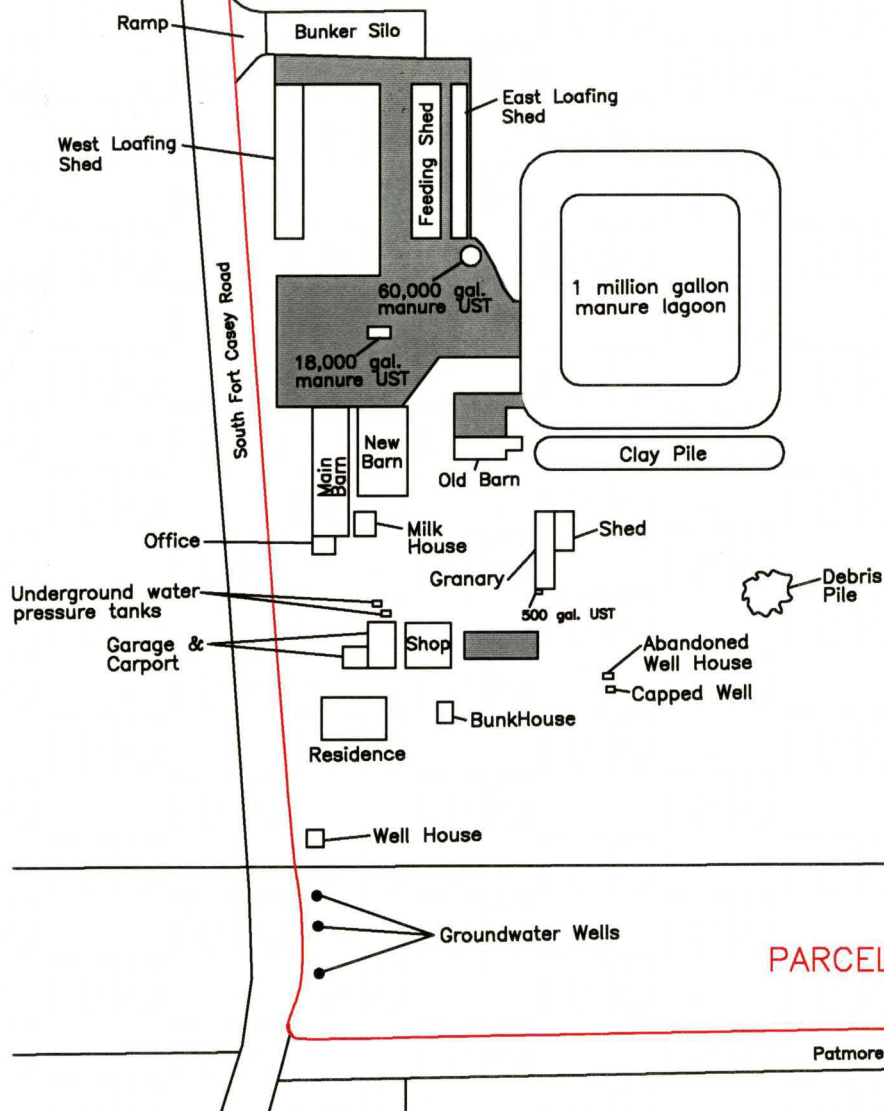 Ramp
Bunker Silo
East Loafing
Shed
West Loafing
Shed
Feeding Shed
60,000 gal.
manure UST
1 million gallon
manure lagoon
18,000 gal.
manure UST
South Fort Casey Road
Main
Barn
New
Barn
Old Barn
Clay Pile
Office
Milk
House
Shed
Granary
500 gal. UST
Debris
Pile
Underground water
pressure tanks
Garage &
Carport
Shop
Abandoned
Well House
Capped Well
BunkHouse
Residence
Well House
Groundwater Wells
PARCEL
Patmore